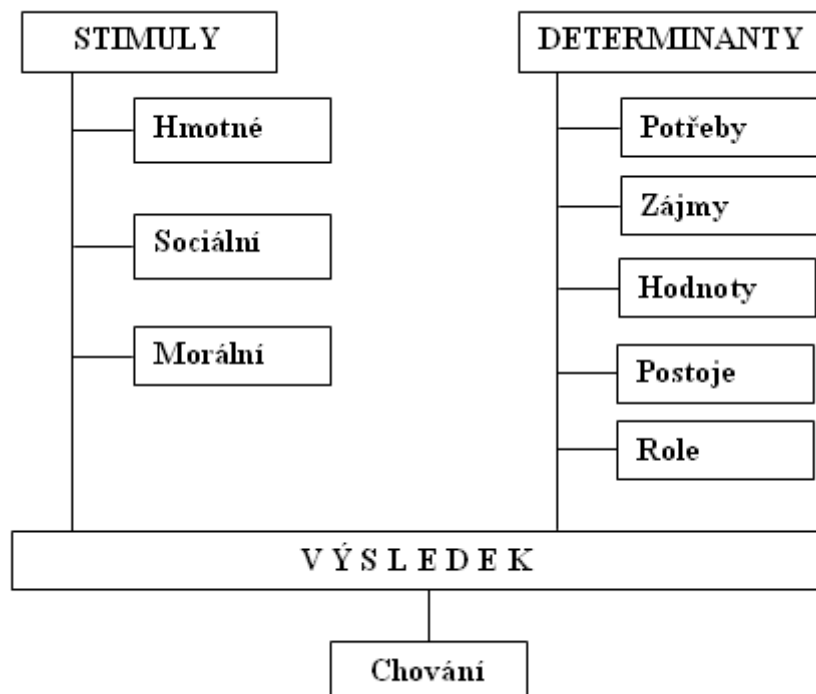 STIMULY
Hmotné
Sociální
Morální
DETERMINANTY
Potřeby
Zájmy
Hodnoty
Postoje
Role
V Ý S L E D E K
Chování